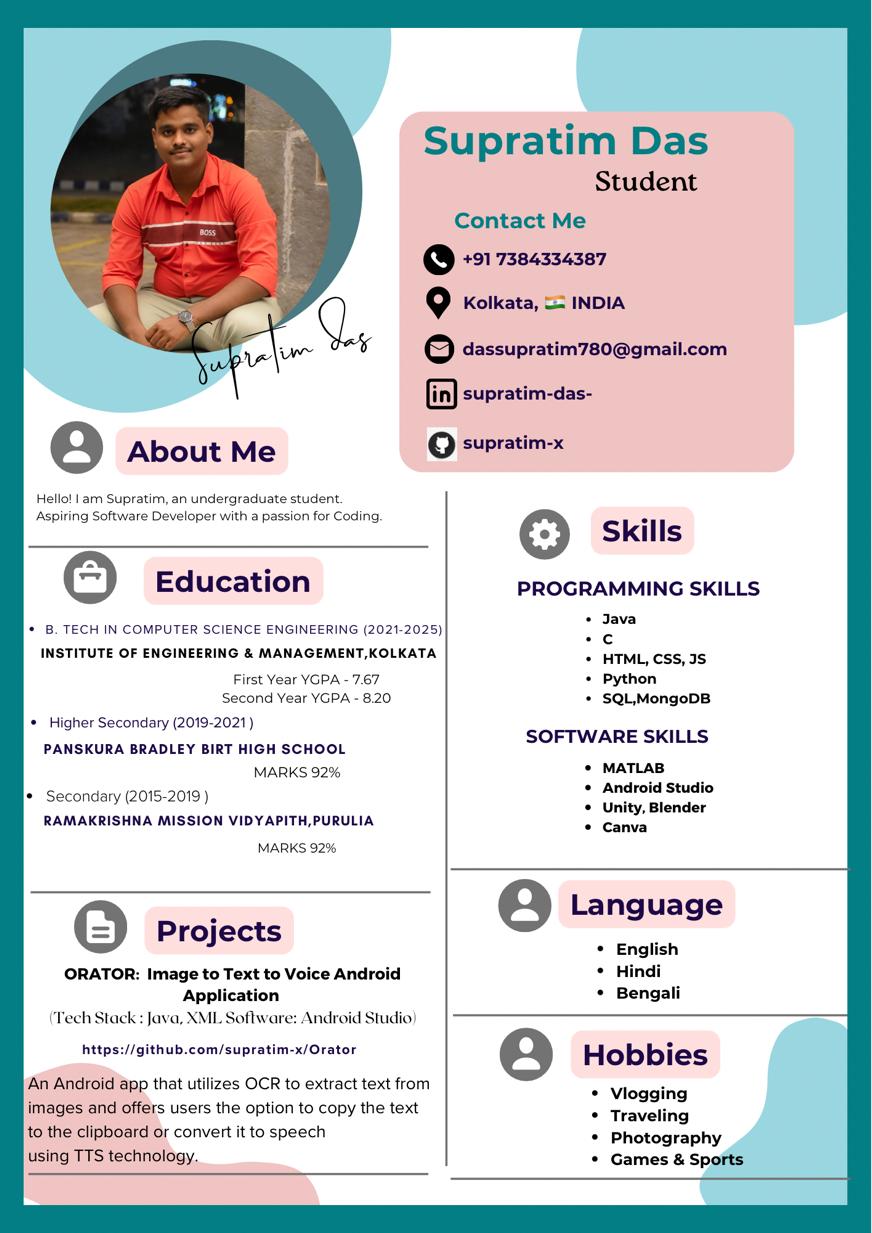 Supratim Das
Student
Contact Me
+91 7384334387
Kolkata, 🇮🇳 INDIA
dassupratim780@gmail.com
in supratim-das-
supratim-x
BOSS
Supratim Das
About Me
Hello! I am Supratim, an undergraduate student.
Aspiring Software Developer with a passion for Coding.
Education
• B. TECH IN COMPUTER SCIENCE ENGINEERING (2021-2025)
INSTITUTE OF ENGINEERING & MANAGEMENT,KOLKATA
First Year YGPA - 7.67
Second Year YGPA - 8.20
• Higher Secondary (2019-2021 )
PANSKURA BRADLEY BIRT HIGH SCHOOL
MARKS 92%
• Secondary (2015-2019 )
RAMAKRISHNA MISSION VIDYAPITH,PURULIA
MARKS 92%
Projects
ORATOR: Image to Text to Voice Android
Application
(Tech Stack : Java, XML Software: Android Studio)
https://github.com/supratim-x/Orator
An Android app that utilizes OCR to extract text from
images and offers users the option to copy the text
to the clipboard or convert it to speech
using TTS technology.
Skills
PROGRAMMING SKILLS
• Java
• C
• HTML, CSS, JS
• Python
• SQL,MongoDB
SOFTWARE SKILLS
• MATLAB
• Android Studio
• Unity, Blender
• Canva
Language
• English
• Hindi
• Bengali
Hobbies
• Vlogging
• Traveling
• Photography
• Games & Sports